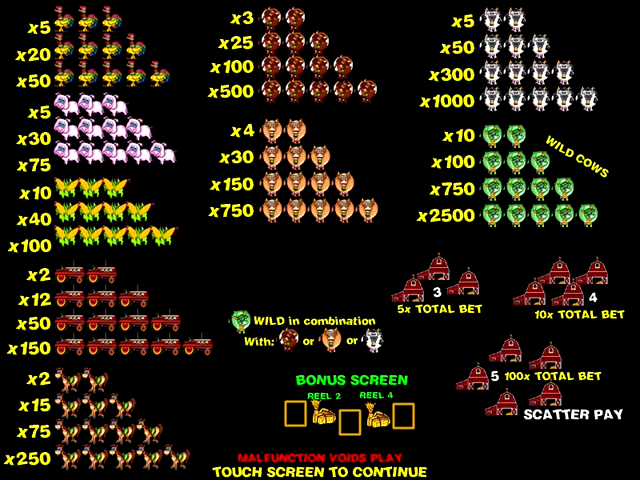 x5
x20
x50
x5
x30
x75
x10
x40
x100
x2
x12
x50
x150
x2
x15
x75
x250
x3
x25
x100
x500
x4
x30
x150
x750
x5
x50
x300
x1000
x10
x100
x750
x2500
WILD COWS
3
5x TOTAL BET
4
10x TOTAL BET
5 100x TOTAL BET
SCATTER PAY
WILD in combination
With: or or
BONUS SCREEN
REEL 2 REEL 4
MALFUNCTION VOIDS PLAY
TOUCH SCREEN TO CONTINUE